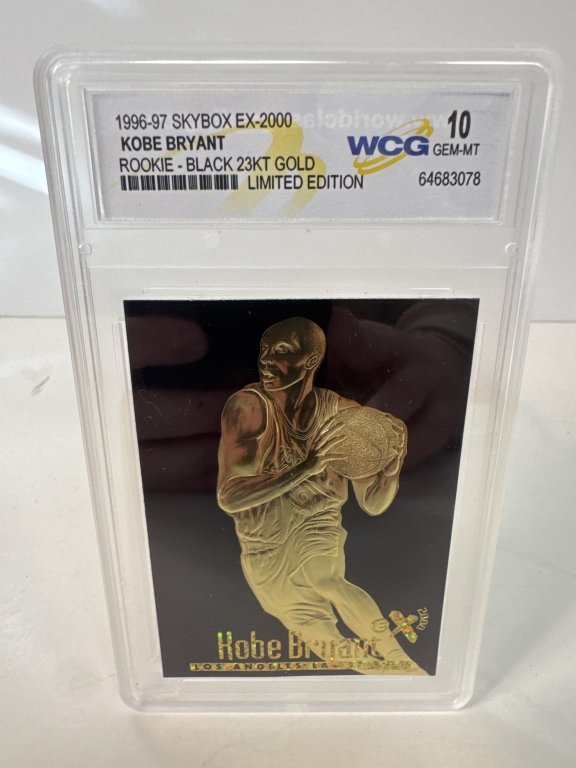 1996-97 SKYBOX EX-2000
KOBE BRYANT
ROOKIE - BLACK 23KT GOLD
LIMITED EDITION
WCG
10
GEM-MT
64683078
EX 2000
Kobe Bryant
LOS ANGELES